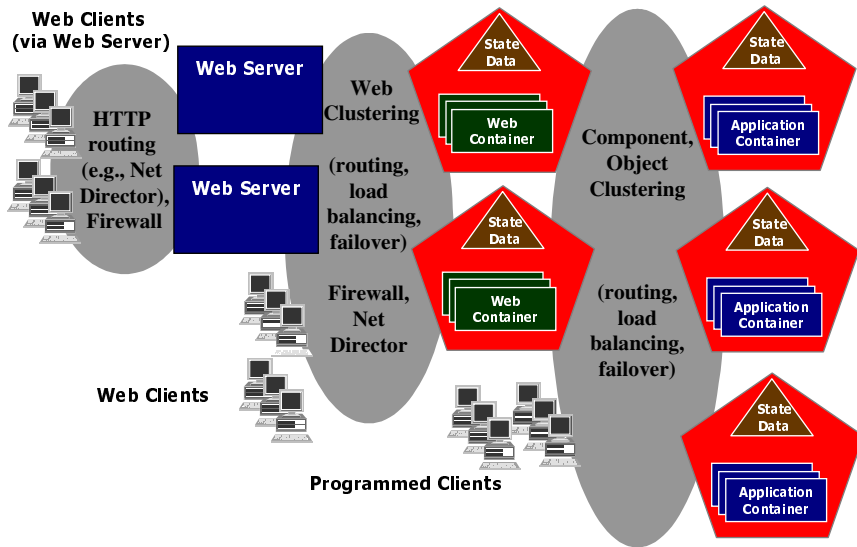 Web Clients
(via Web Server)
HTTP
routing
(e.g., Net
Director),
Firewall
Web Server
Web Server
Web
Clustering
(routing,
load
balancing,
failover)
Firewall,
Net
Director
State
Data
Web
Container
State
Data
Web
Container
Component,
Object
Clustering
(routing,
load
balancing,
failover)
State
Data
Application
Container
State
Data
Application
Container
State
Data
Application
Container
Web Clients
Programmed Clients